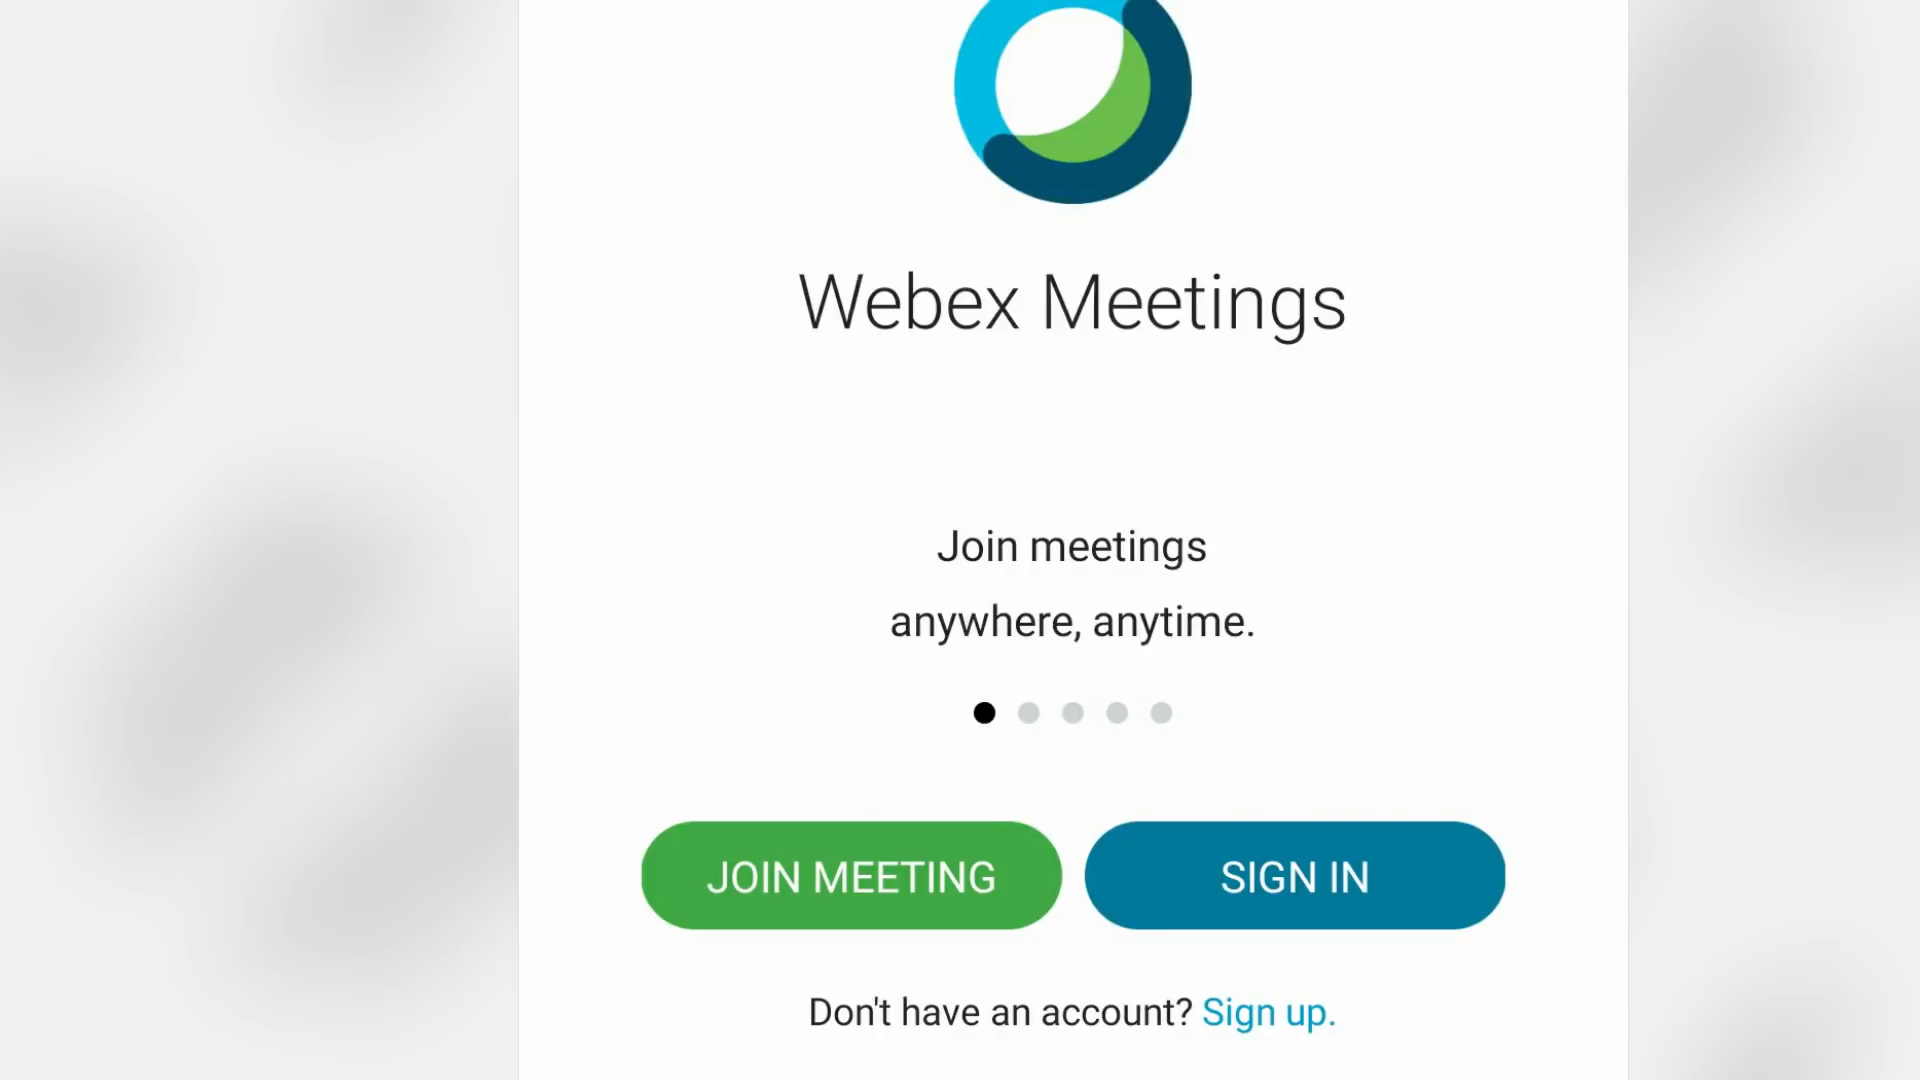 Webex Meetings
Join meetings
anywhere, anytime.
JOIN MEETING
SIGN IN
Don't have an account? Sign up.